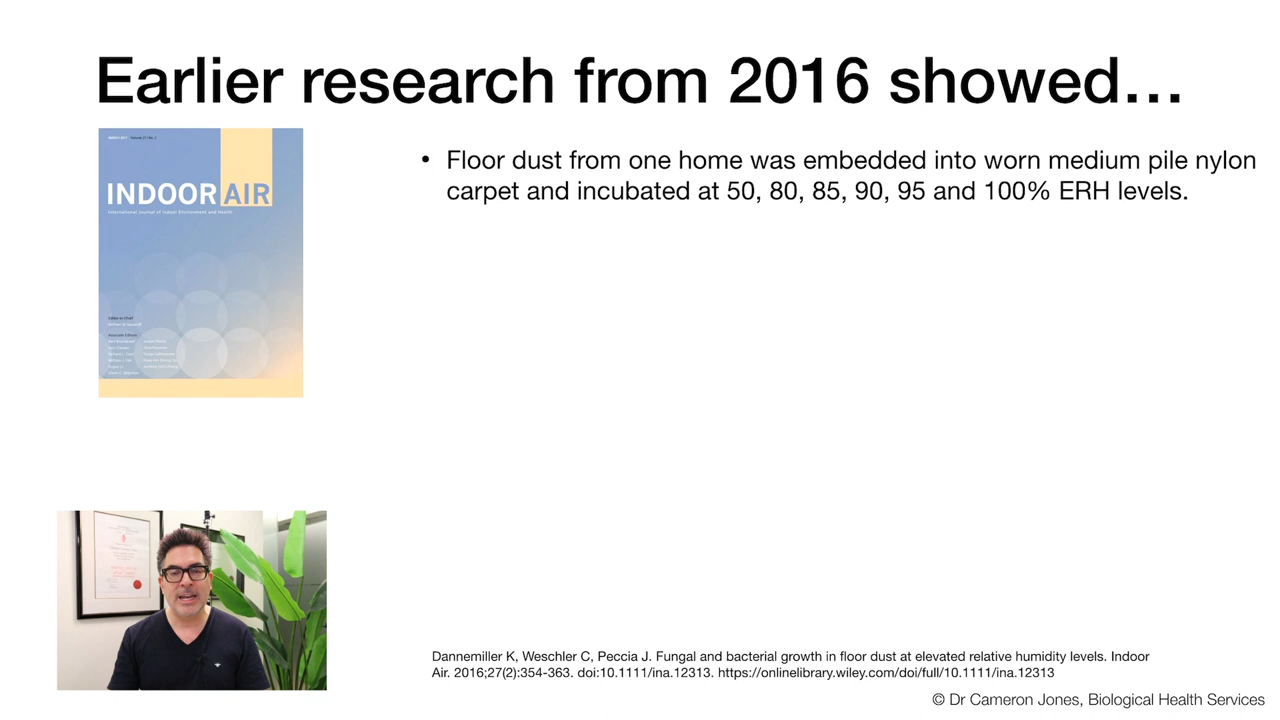 Earlier research from 2016 showed…
INDOOR AIR
International Journal of Indoor Environment and Health
• Floor dust from one home was embedded into worn medium pile nylon
carpet and incubated at 50, 80, 85, 90, 95 and 100% ERH levels.
Dannemiller K, Weschler C, Peccia J. Fungal and bacterial growth in floor dust at elevated relative humidity levels. Indoor
Air. 2016;27(2):354-363. doi:10.1111/ina.12313. https://onlinelibrary.wiley.com/doi/full/10.1111/ina.12313
© Dr Cameron Jones, Biological Health Services